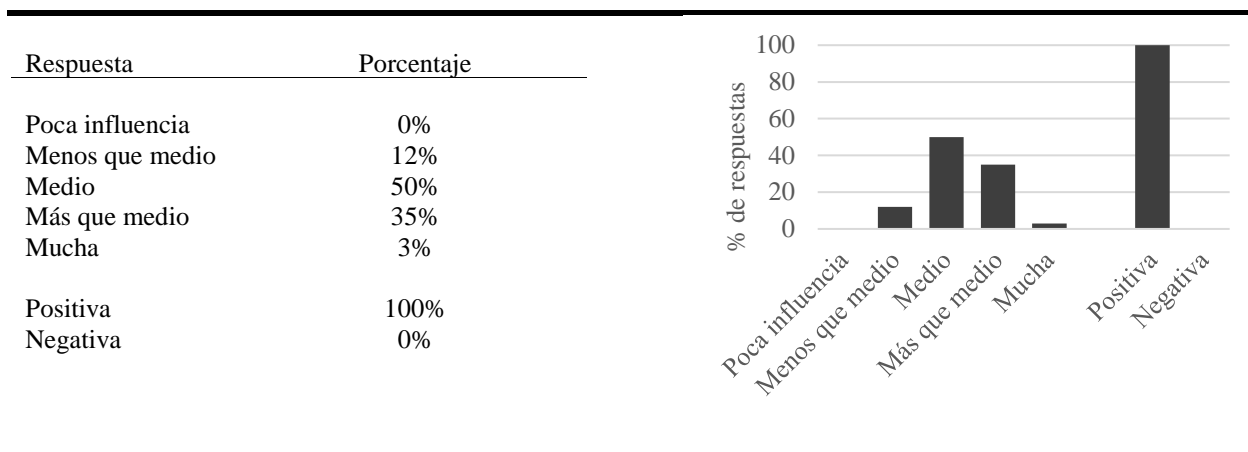 Respuesta Porcentaje
Poca influencia 0%
Menos que medio 12%
Medio 50%
Más que medio 35%
Mucha 3%
Positiva 100%
Negativa 0%
% de respuestas
100
80
60
40
20
0
Poca influencia
Menos que medio
Medio
Más que medio
Mucha
Positiva
Negativa